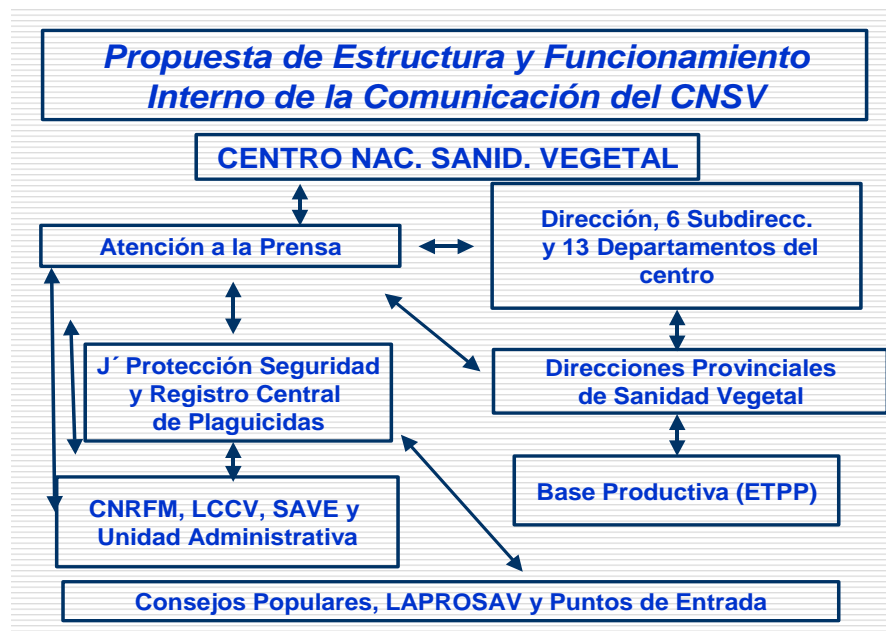 Propuesta de Estructura y Funcionamiento
Interno de la Comunicación del CNSV
CENTRO NAC. SANID. VEGETAL
Dirección, 6 Subdirecc.
y 13 Departamentos del
centro
Atención a la Prensa
J´ Protección Seguridad
y Registro Central
de Plaguicidas
Direcciones Provinciales
de Sanidad Vegetal
CNRFM, LCCV, SAVE y
Unidad Administrativa
Base Productiva (ETPP)
Consejos Populares, LAPROSAV y Puntos de Entrada